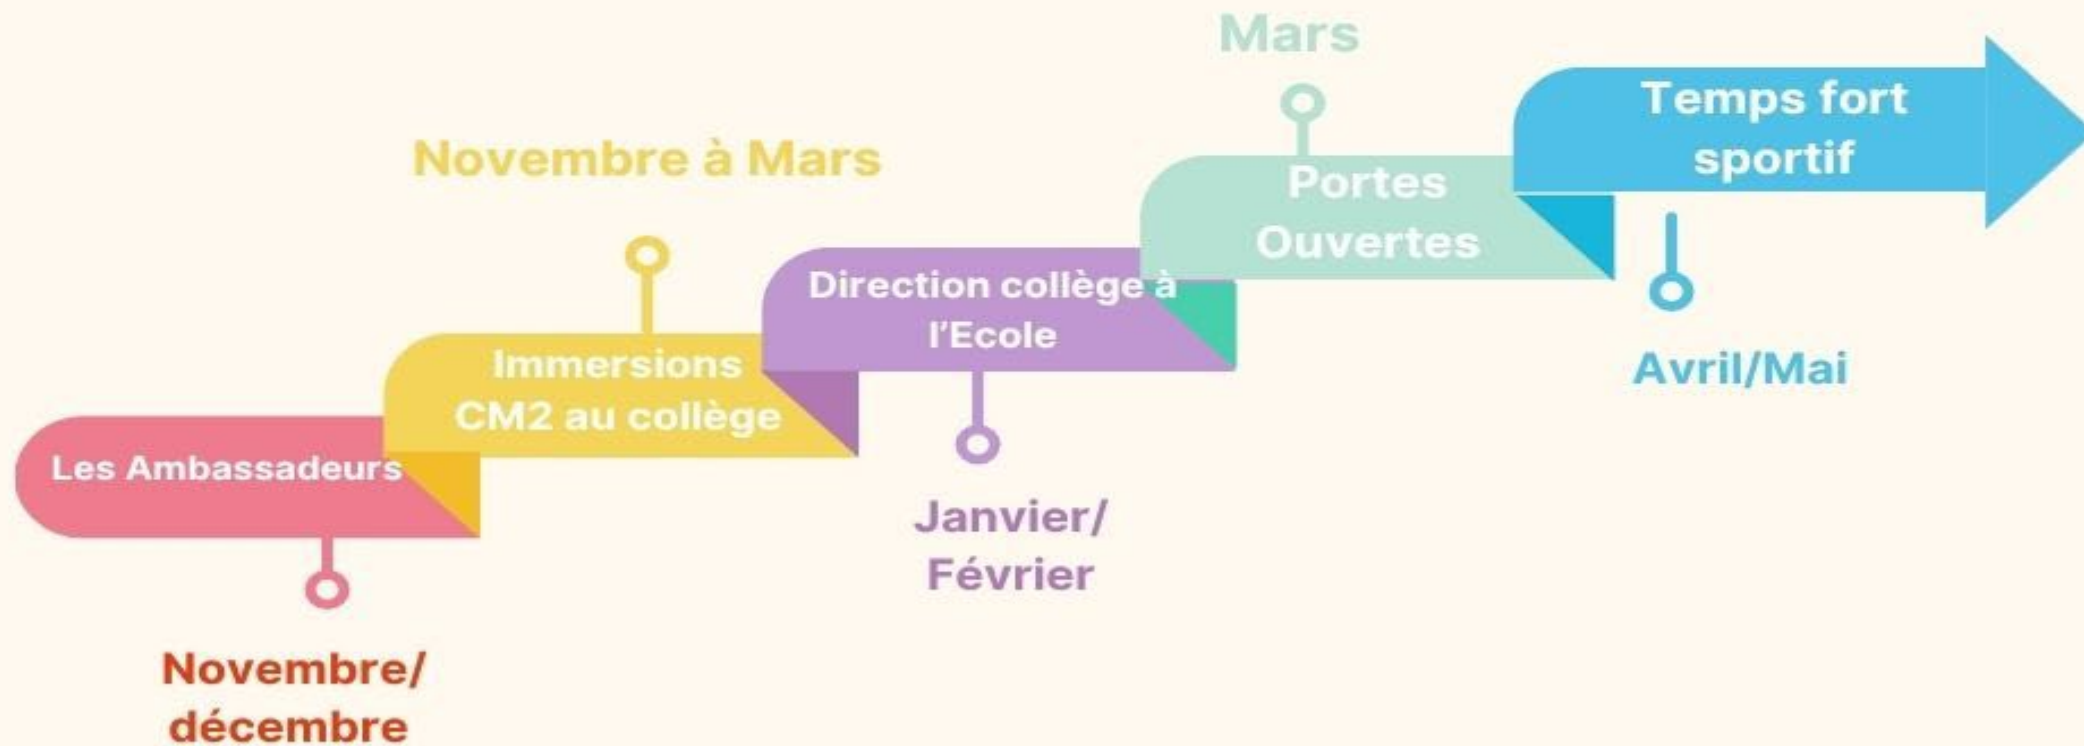 Les Ambassadeurs
Novembre/
décembre
Novembre à Mars
Immersions
CM2 au collège
Direction collège à
l'Ecole
Janvier/
Février
Mars
Portes
Ouvertes
Temps fort
sportif
Avril/Mai